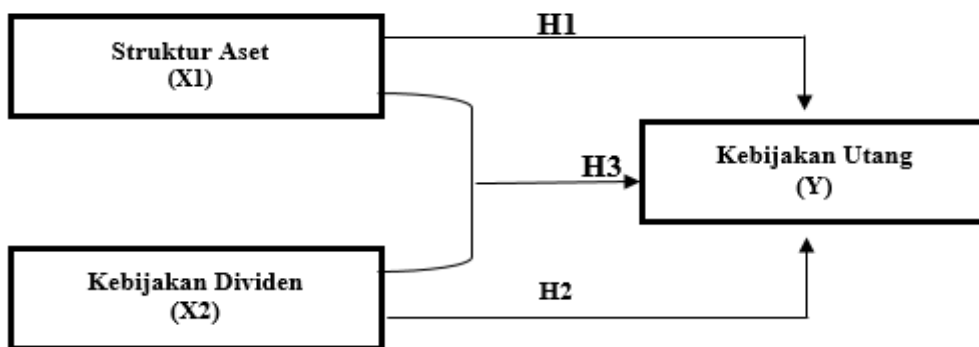 H1
Struktur Aset
(X1)
Kebijakan Utang
(Y)
H3
Kebijakan Dividen
(X2)
H2